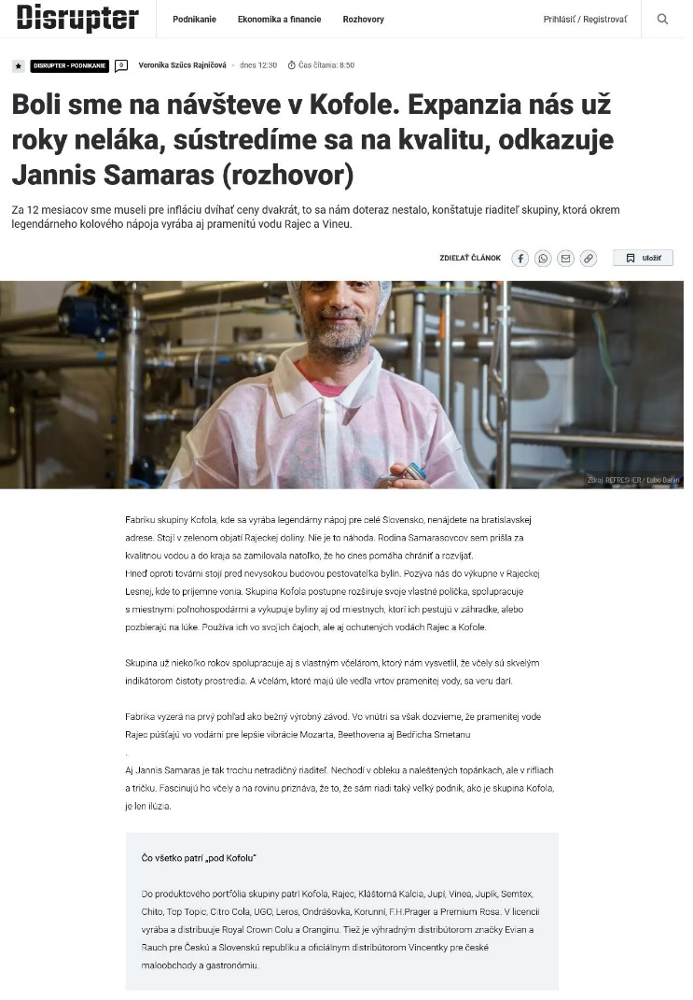 Disrupter
Podnikanie
Ekonomika a financie
Rozhovory
Prihlásiť / Registrovať
DISRUPTER - PODNIKANIE
0
Veronika Szűcs Rajničová
dnes 12:30
Čas čítania: 8:50
Boli sme na návšteve v Kofole. Expanzia nás už
roky neláka, sústredíme sa na kvalitu, odkazuje
Jannis Samaras (rozhovor)
Za 12 mesiacov sme museli pre infláciu dvíhať ceny dvakrát, to sa nám doteraz nestalo, konštatuje riaditeľ skupiny, ktorá okrem
legendárneho kolového nápoja vyrába aj pramenitú vodu Rajec a Vineu.
ZDIEĽAŤ ČLÁNOK
Uložiť
Zdroj: REFRESHER / Ľubo Baran
Fabriku skupiny Kofola, kde sa vyrába legendárny nápoj pre celé Slovensko, nenájdete na bratislavskej
adrese. Stojí v zelenom objatí Rajeckej doliny. Nie je to náhoda. Rodina Samarasovcov sem prišla za
kvalitnou vodou a do kraja sa zamilovala natoľko, že ho dnes pomáha chrániť a rozvíjať.
Hneď oproti továrni stojí pred nevysokou budovou pestovateľka bylín. Pozýva nás do výkupne v Rajeckej
Lesnej, kde to príjemne vonia. Skupina Kofola postupne rozširuje svoje vlastné políčka, spolupracuje
s miestnymi poľnohospodármi a vykupuje byliny aj od miestnych, ktorí ich pestujú v záhradke, alebo
pozbierajú na lúke. Používa ich vo svojich čajoch, ale aj ochutených vodách Rajec a Kofole.
Skupina už niekoľko rokov spolupracuje aj s vlastným včelárom, ktorý nám vysvetlil, že včely sú skvelým
indikátorom čistoty prostredia. A včelám, ktoré majú úle vedľa vrtov pramenitej vody, sa veru darí.
Fabrika vyzerá na prvý pohľad ako bežný výrobný závod. Vo vnútri sa však dozvieme, že pramenitej vode
Rajec púšťajú vo vodárni pre lepšie vibrácie Mozarta, Beethovena aj Bedřicha Smetanu
.
Aj Jannis Samaras je tak trochu netradičný riaditeľ. Nechodí v obleku a naleštených topánkach, ale v rifliach
a tričku. Fascinujú ho včely a na rovinu priznáva, že to, že sám riadi taký veľký podnik, ako je skupina Kofola,
je len ilúzia.
Čo všetko patrí „pod Kofolu“
Do produktového portfólia skupiny patrí Kofola, Rajec, Kláštorná Kalcia, Jupí, Vinea, Jupík, Semtex,
Chito, Top Topic, Citro Cola, UGO, Leros, Ondrášovka, Korunní, F.H.Prager a Premium Rosa. V licencii
vyrába a distribuuje Royal Crown Colu a Oranginu. Tiež je výhradným distribútorom značky Evian a
Rauch pre Českú a Slovenskú republiku a oficiálnym distribútorom Vincentky pre české
maloobchody a gastronómiu.